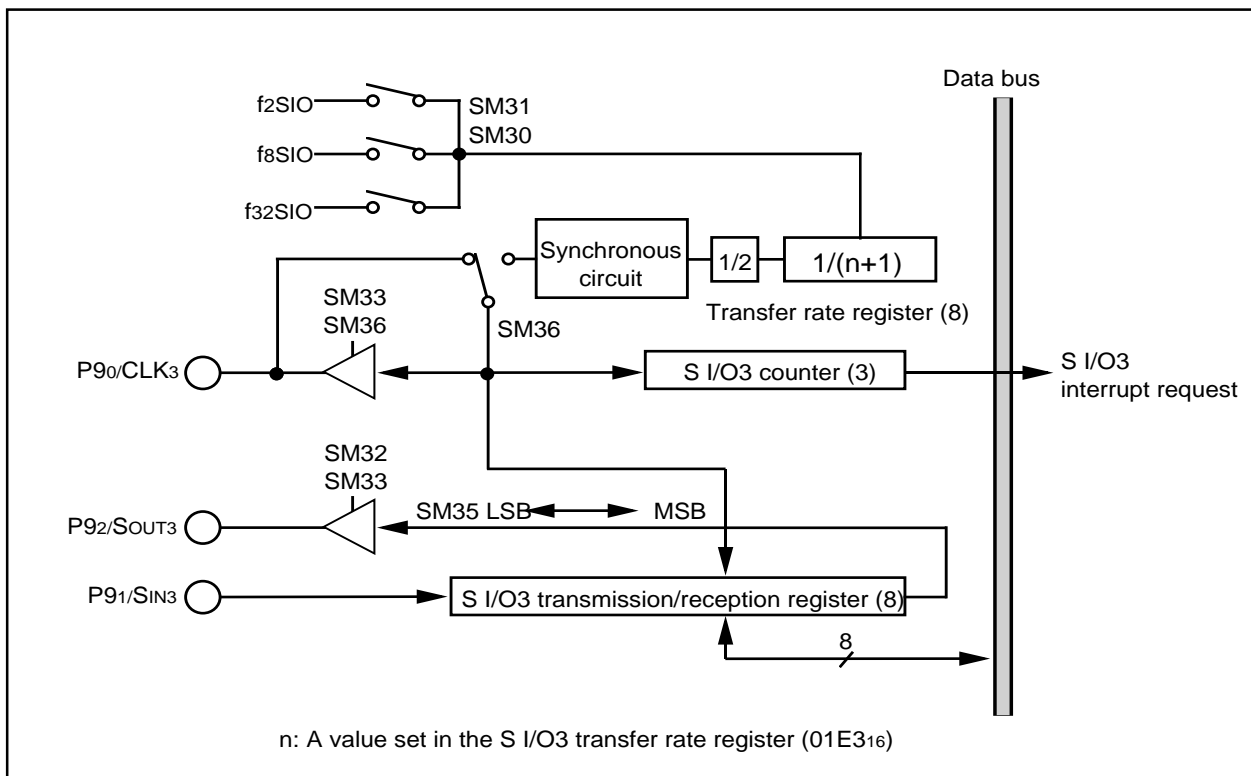 Data bus
f2SIO
SM31
SM30
f8SIO
f32SIO
Synchronous
circuit
1/2
1/(n+1)
Transfer rate register (8)
SM33
SM36
SM36
P90/CLK3
S I/O3 counter (3)
S I/O3
interrupt request
SM32
SM33
SM35 LSB
MSB
P92/SOUT3
P91/SIN3
S I/O3 transmission/reception register (8)
8
n: A value set in the S I/O3 transfer rate register (01E316)